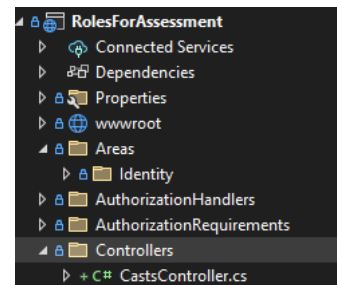 RolesForAssessment
Connected Services
Dependencies
Properties
wwwroot
Areas
Identity
AuthorizationHandlers
AuthorizationRequirements
Controllers
+ C# CastsController.cs